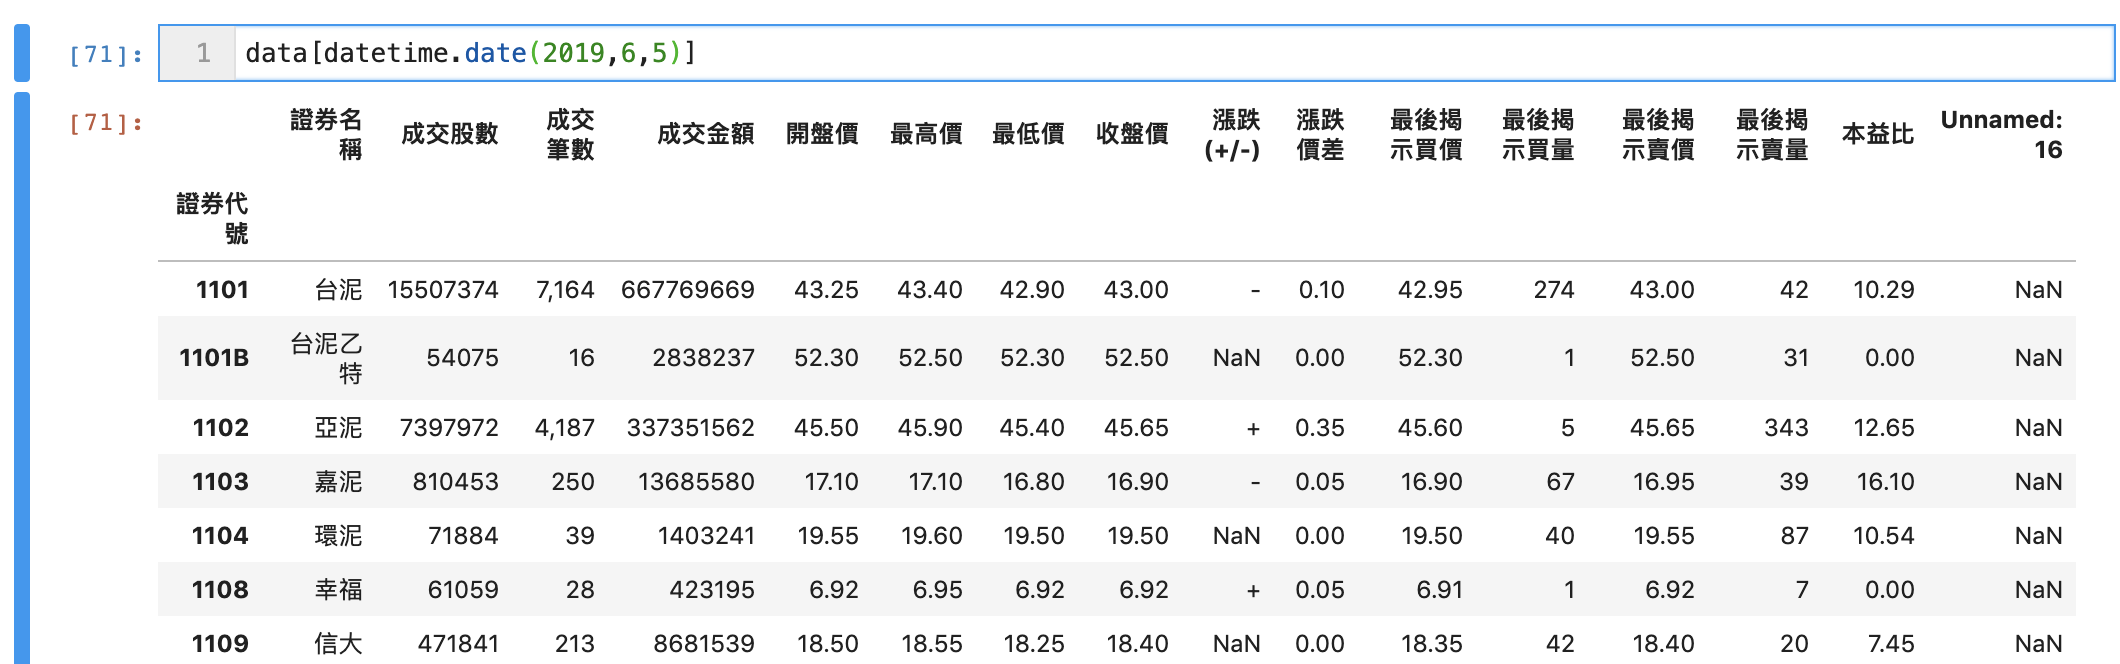 [71]: 1 data[datetime.date(2019,6,5)]
[71]:
證券名稱 成交股數 成交筆數 成交金額 開盤價 最高價 最低價 收盤價 漲跌(+/-) 漲跌價差 最後揭示買價 最後揭示買量 最後揭示賣價 最後揭示賣量 本益比 Unnamed: 16
證券代號
1101 台泥 15507374 7,164 667769669 43.25 43.40 42.90 43.00 - 0.10 42.95 274 43.00 42 10.29 NaN
1101B 台泥乙特 54075 16 2838237 52.30 52.50 52.30 52.50 NaN 0.00 52.30 1 52.50 31 0.00 NaN
1102 亞泥 7397972 4,187 337351562 45.50 45.90 45.40 45.65 + 0.35 45.60 5 45.65 343 12.65 NaN
1103 嘉泥 810453 250 13685580 17.10 17.10 16.80 16.90 - 0.05 16.90 67 16.95 39 16.10 NaN
1104 環泥 71884 39 1403241 19.55 19.60 19.50 19.50 NaN 0.00 19.50 40 19.55 87 10.54 NaN
1108 幸福 61059 28 423195 6.92 6.95 6.92 6.92 + 0.05 6.91 1 6.92 7 0.00 NaN
1109 信大 471841 213 8681539 18.50 18.55 18.25 18.40 NaN 0.00 18.35 42 18.40 20 7.45 NaN